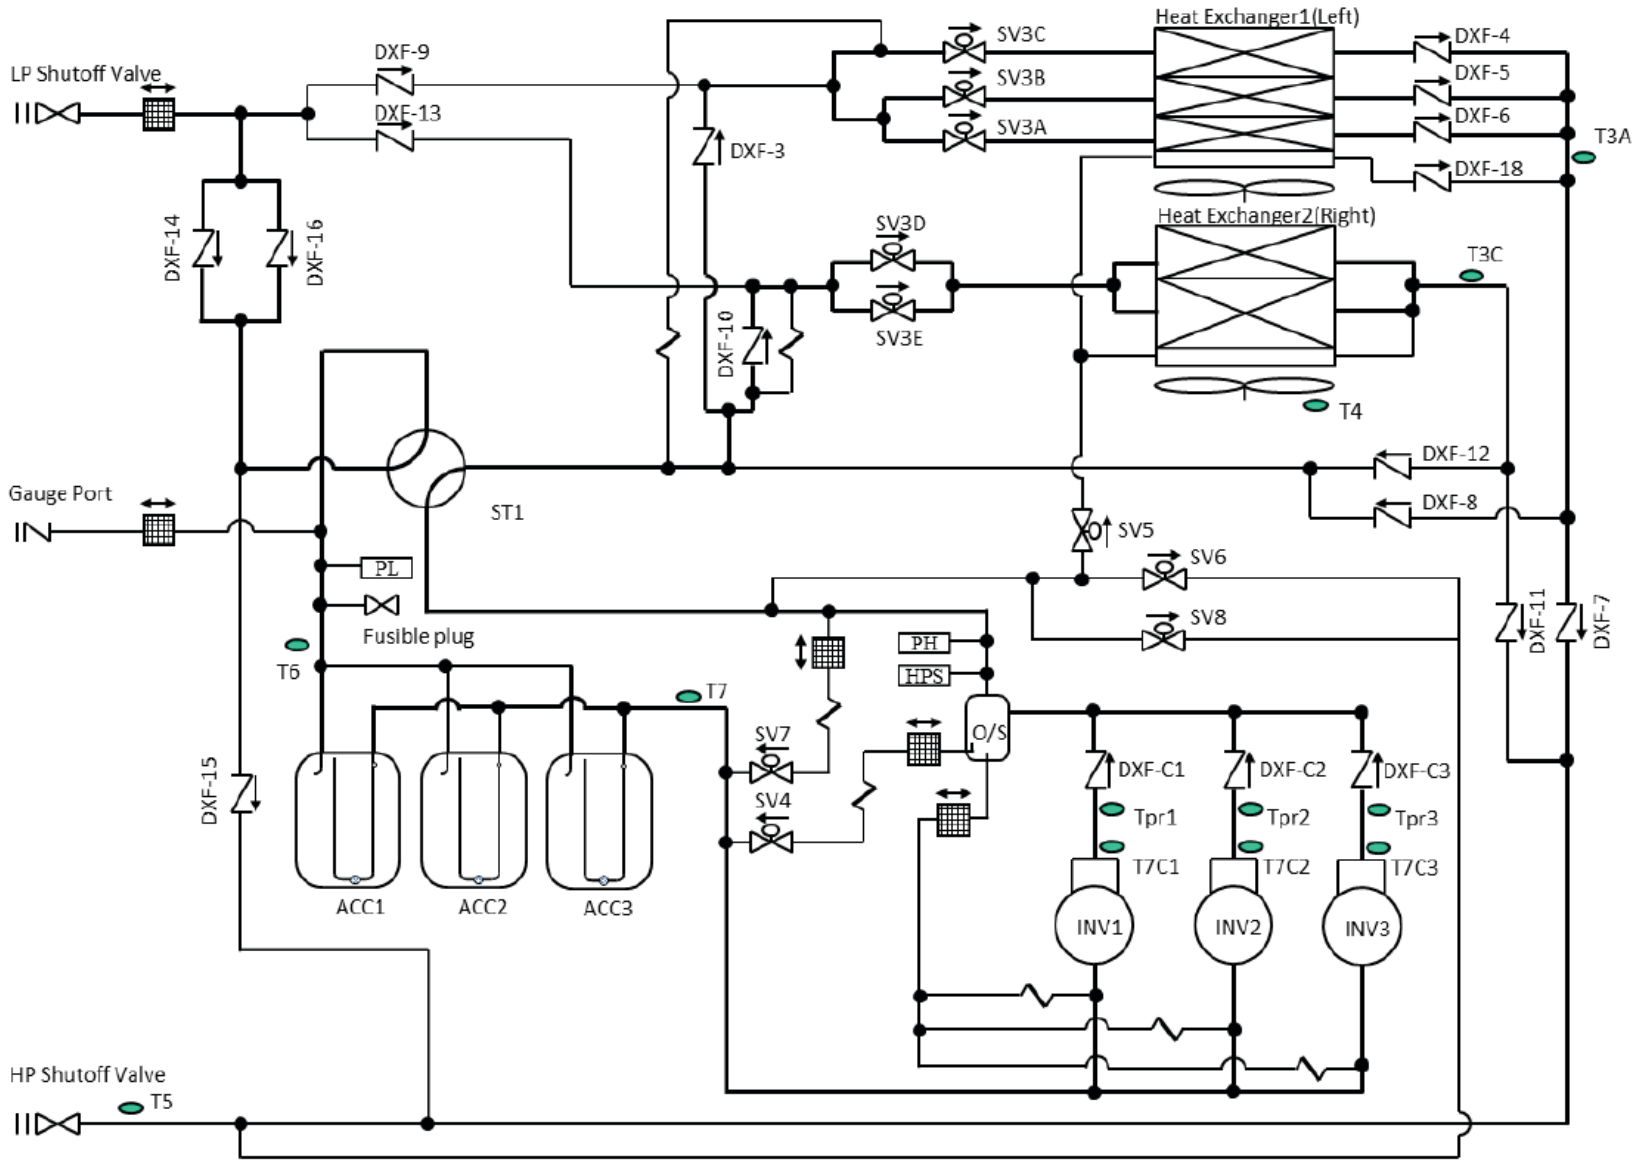 Heat Exchanger1(Left)
LP Shutoff Valve
DXF-9
DXF-13
SV3C
SV3B
SV3A
DXF-4
DXF-5
DXF-6
T3A
DXF-18
DXF-3
DXF-14
DXF-16
SV3D
SV3E
Heat Exchanger2(Right)
T3C
DXF-10
T4
DXF-12
DXF-8
Gauge Port
ST1
SV5
SV6
SV8
PL
Fusible plug
T6
T7
PH
HPS
DXF-11
DXF-7
O/S
SV7
SV4
DXF-15
DXF-C1
DXF-C2
DXF-C3
Tpr1
Tpr2
Tpr3
T7C1
T7C2
T7C3
ACC1
ACC2
ACC3
INV1
INV2
INV3
HP Shutoff Valve
T5